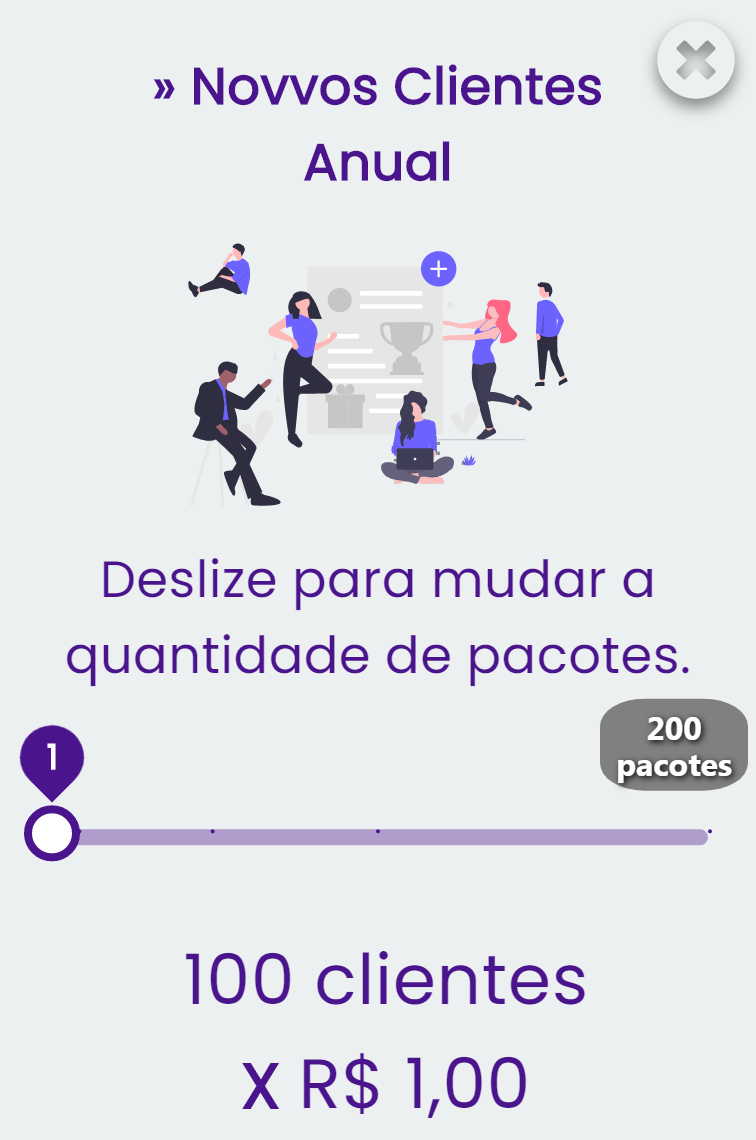 » Novvos Clientes
Anual
Deslize para mudar a
quantidade de pacotes.
200
pacotes
1
100 clientes
x R$ 1,00